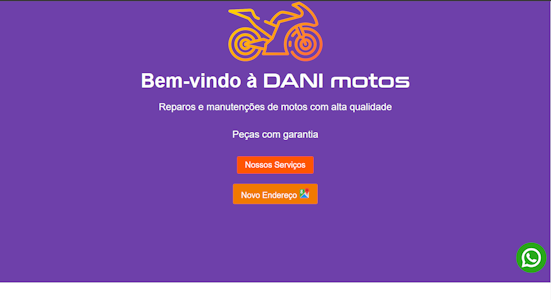 Bem-vindo à DANI motos
Reparos e manutenções de motos com alta qualidade
Peças com garantia
Nossos Serviços
Novo Endereço